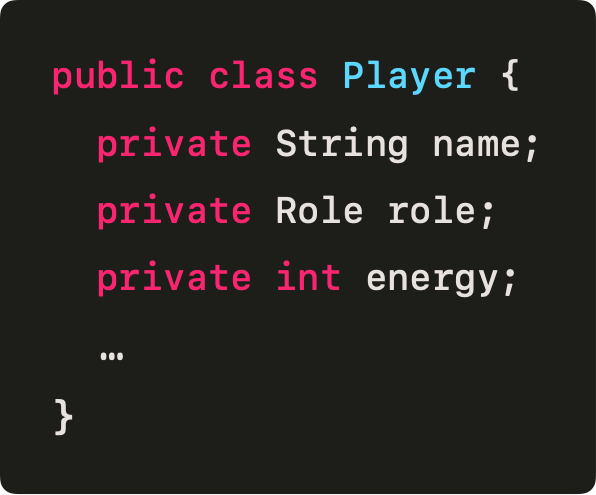 public class Player {
  private String name;
  private Role role;
  private int energy;
  …
}